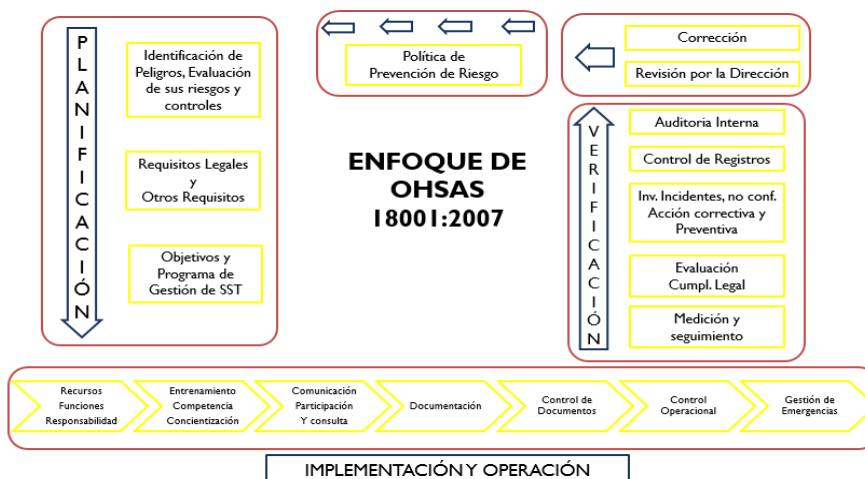 PLANIFICACIÓN
Identificación de
Peligros, Evaluación
de sus riesgos y
controles
Requisitos Legales
y
Otros Requisitos
Objetivos y
Programa de
Gestión de SST
Política de
Prevención de Riesgo
Corrección
Revisión por la Dirección
ENFOQUE DE
OHSAS
18001:2007
VERIFICACIÓN
Auditoria Interna
Control de Registros
Inv. Incidentes, no conf.
Acción correctiva y
Preventiva
Evaluación
Cumpl. Legal
Medición y
seguimiento
Recursos
Funciones
Responsabilidad
Entrenamiento
Competencia
Concientización
Comunicación
Participación
Y consulta
Documentación
Control de
Documentos
Control
Operacional
Gestión de
Emergencias
IMPLEMENTACIÓN Y OPERACIÓN